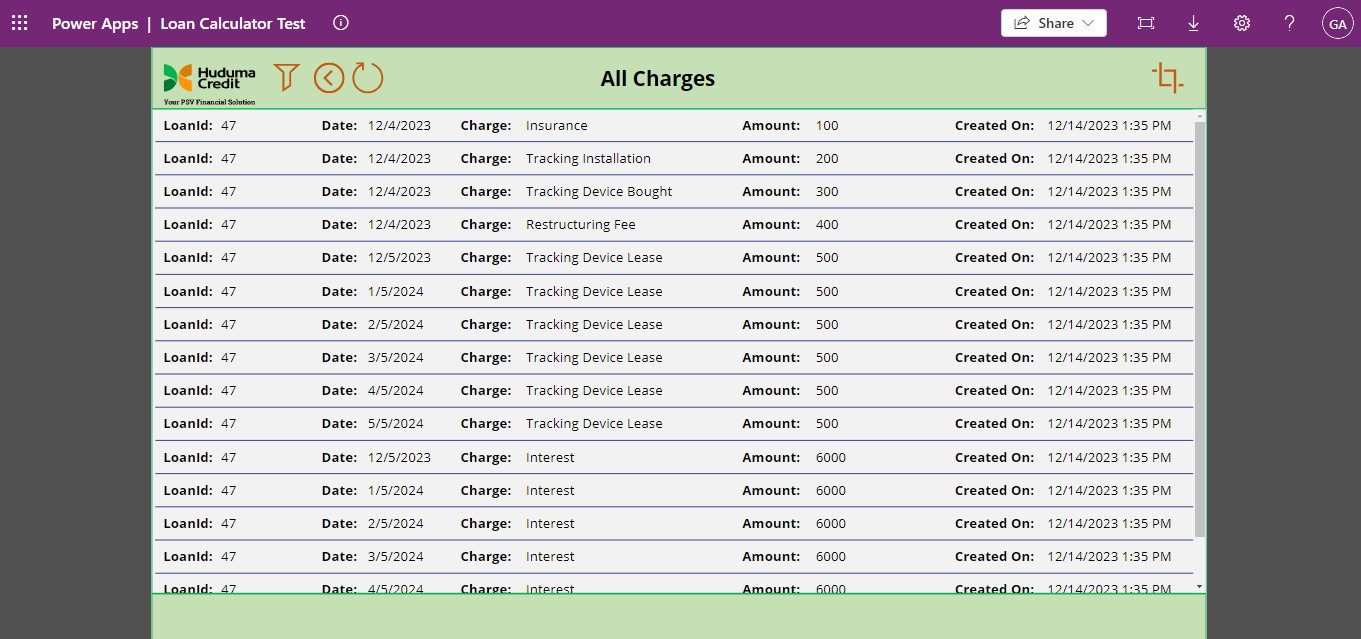 Power Apps | Loan Calculator Test Share ? GA
Huduma
Credit
Your PSV Financial Solution
All Charges
LoanId: 47 Date: 12/4/2023 Charge: Insurance Amount: 100 Created On: 12/14/2023 1:35 PM
LoanId: 47 Date: 12/4/2023 Charge: Tracking Installation Amount: 200 Created On: 12/14/2023 1:35 PM
LoanId: 47 Date: 12/4/2023 Charge: Tracking Device Bought Amount: 300 Created On: 12/14/2023 1:35 PM
LoanId: 47 Date: 12/4/2023 Charge: Restructuring Fee Amount: 400 Created On: 12/14/2023 1:35 PM
LoanId: 47 Date: 12/5/2023 Charge: Tracking Device Lease Amount: 500 Created On: 12/14/2023 1:35 PM
LoanId: 47 Date: 1/5/2024 Charge: Tracking Device Lease Amount: 500 Created On: 12/14/2023 1:35 PM
LoanId: 47 Date: 2/5/2024 Charge: Tracking Device Lease Amount: 500 Created On: 12/14/2023 1:35 PM
LoanId: 47 Date: 3/5/2024 Charge: Tracking Device Lease Amount: 500 Created On: 12/14/2023 1:35 PM
LoanId: 47 Date: 4/5/2024 Charge: Tracking Device Lease Amount: 500 Created On: 12/14/2023 1:35 PM
LoanId: 47 Date: 5/5/2024 Charge: Tracking Device Lease Amount: 500 Created On: 12/14/2023 1:35 PM
LoanId: 47 Date: 12/5/2023 Charge: Interest Amount: 6000 Created On: 12/14/2023 1:35 PM
LoanId: 47 Date: 1/5/2024 Charge: Interest Amount: 6000 Created On: 12/14/2023 1:35 PM
LoanId: 47 Date: 2/5/2024 Charge: Interest Amount: 6000 Created On: 12/14/2023 1:35 PM
LoanId: 47 Date: 3/5/2024 Charge: Interest Amount: 6000 Created On: 12/14/2023 1:35 PM
LoanId: 47 Date: 4/5/2024 Charge: Interest Amount: 6000 Created On: 12/14/2023 1:35 PM